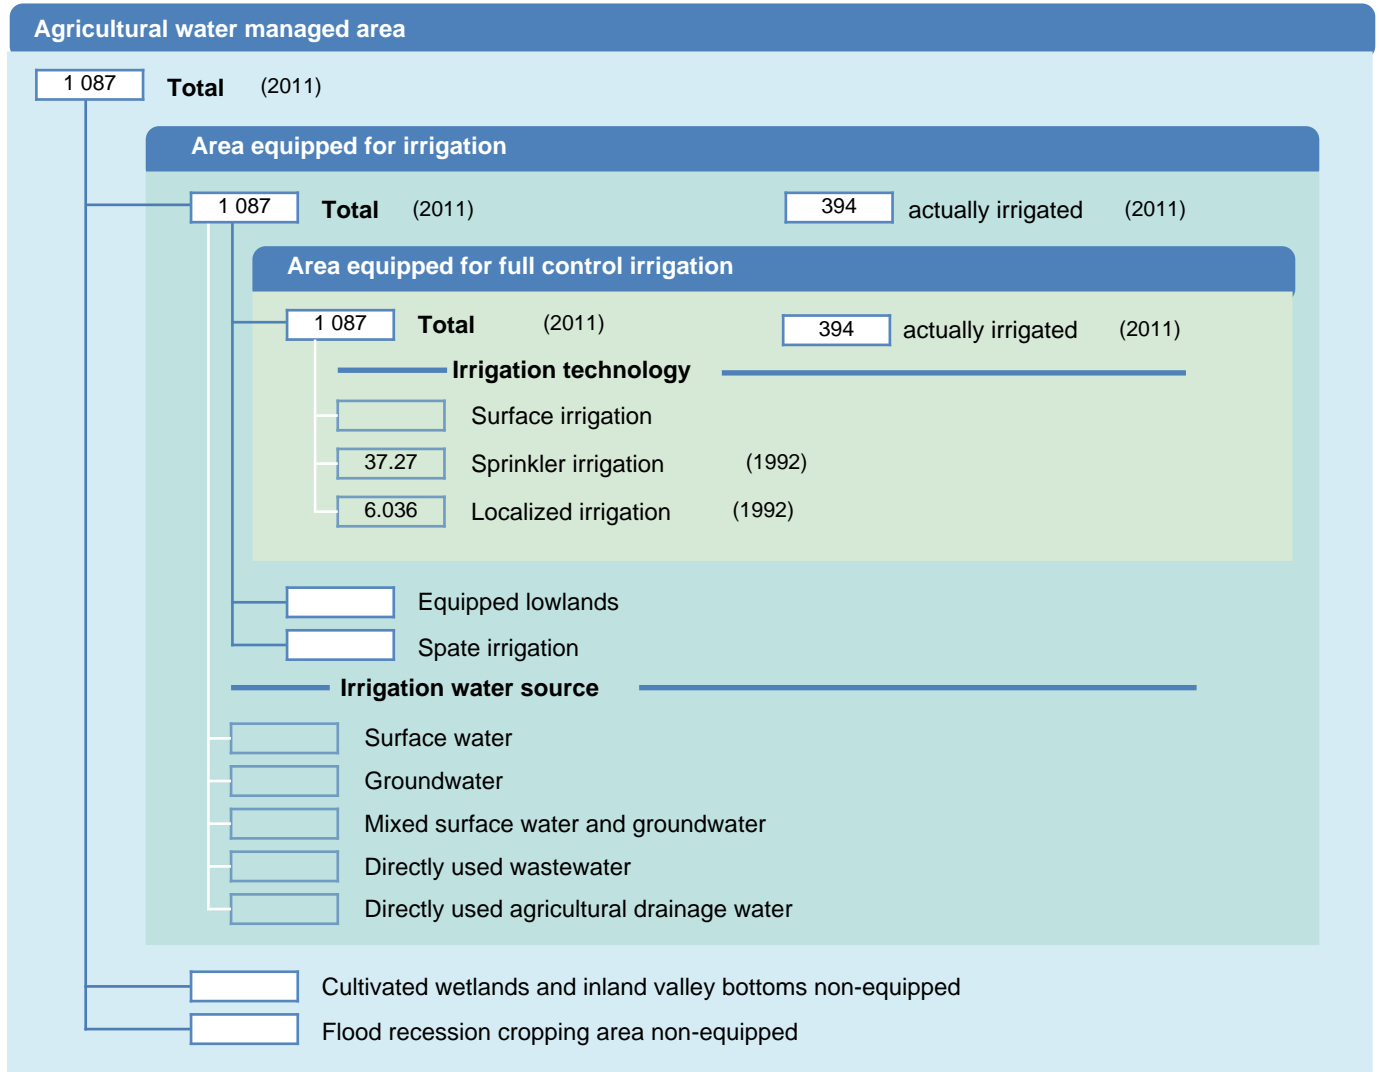 Agricultural water managed area
1 087 Total (2011)
Area equipped for irrigation
1 087 Total (2011) 394 actually irrigated (2011)
Area equipped for full control irrigation
1 087 Total (2011) 394 actually irrigated (2011)
Irrigation technology
Surface irrigation
37.27 Sprinkler irrigation (1992)
6.036 Localized irrigation (1992)
Equipped lowlands
Spate irrigation
Irrigation water source
Surface water
Groundwater
Mixed surface water and groundwater
Directly used wastewater
Directly used agricultural drainage water
Cultivated wetlands and inland valley bottoms non-equipped
Flood recession cropping area non-equipped